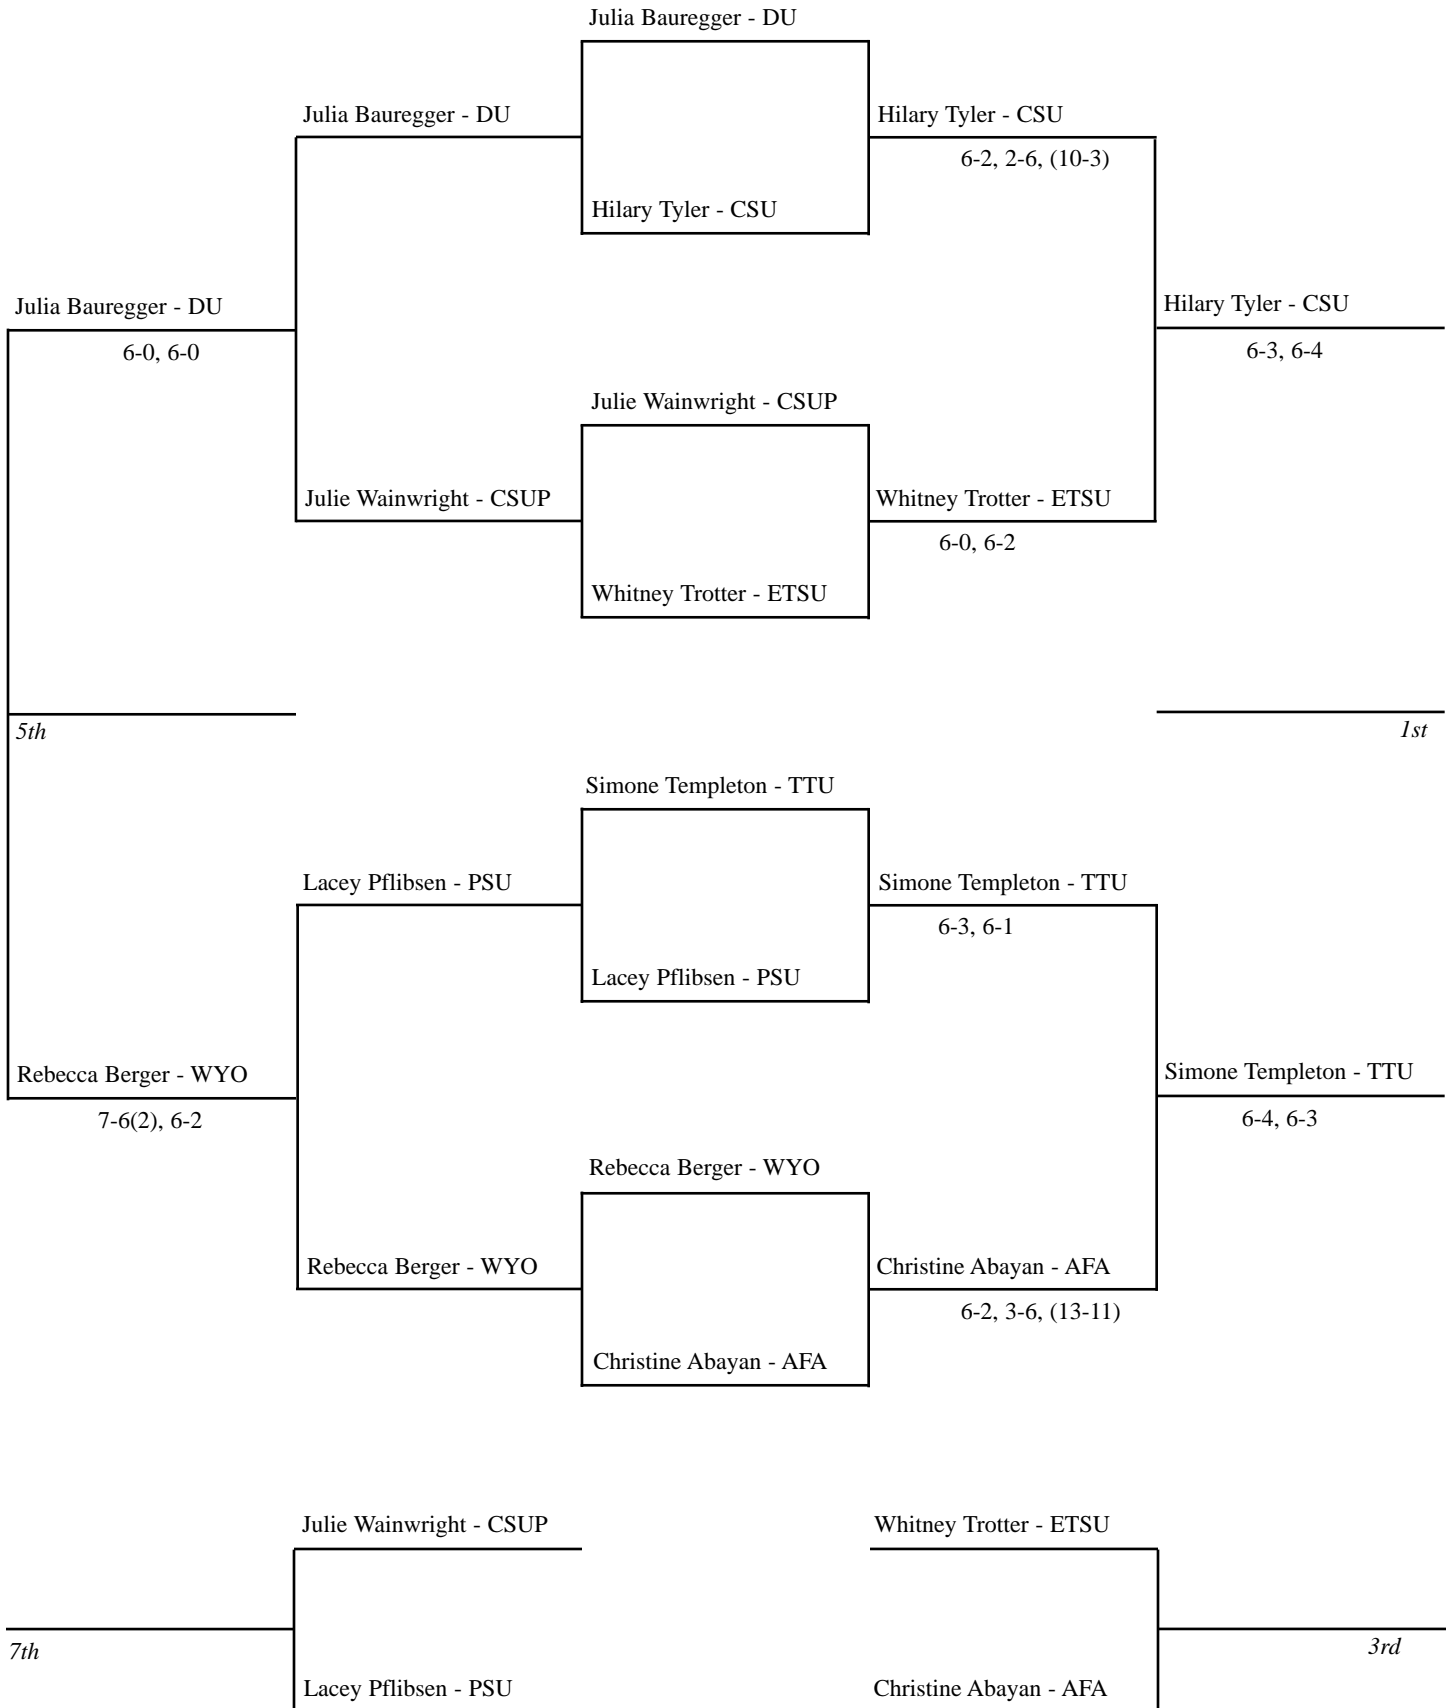 Julia Bauregger - DU
Julia Bauregger - DU
Hilary Tyler - CSU
6-2, 2-6, (10-3)
Hilary Tyler - CSU
Julia Bauregger - DU
Hilary Tyler - CSU
6-0, 6-0
6-3, 6-4
Julie Wainwright - CSUP
Julie Wainwright - CSUP
Whitney Trotter - ETSU
6-0, 6-2
Whitney Trotter - ETSU
5th
1st
Simone Templeton - TTU
Lacey Pflibsen - PSU
Simone Templeton - TTU
6-3, 6-1
Lacey Pflibsen - PSU
Rebecca Berger - WYO
Simone Templeton - TTU
7-6(2), 6-2
6-4, 6-3
Rebecca Berger - WYO
Rebecca Berger - WYO
Christine Abayan - AFA
6-2, 3-6, (13-11)
Christine Abayan - AFA
Julie Wainwright - CSUP
Whitney Trotter - ETSU
7th
3rd
Lacey Pflibsen - PSU
Christine Abayan - AFA